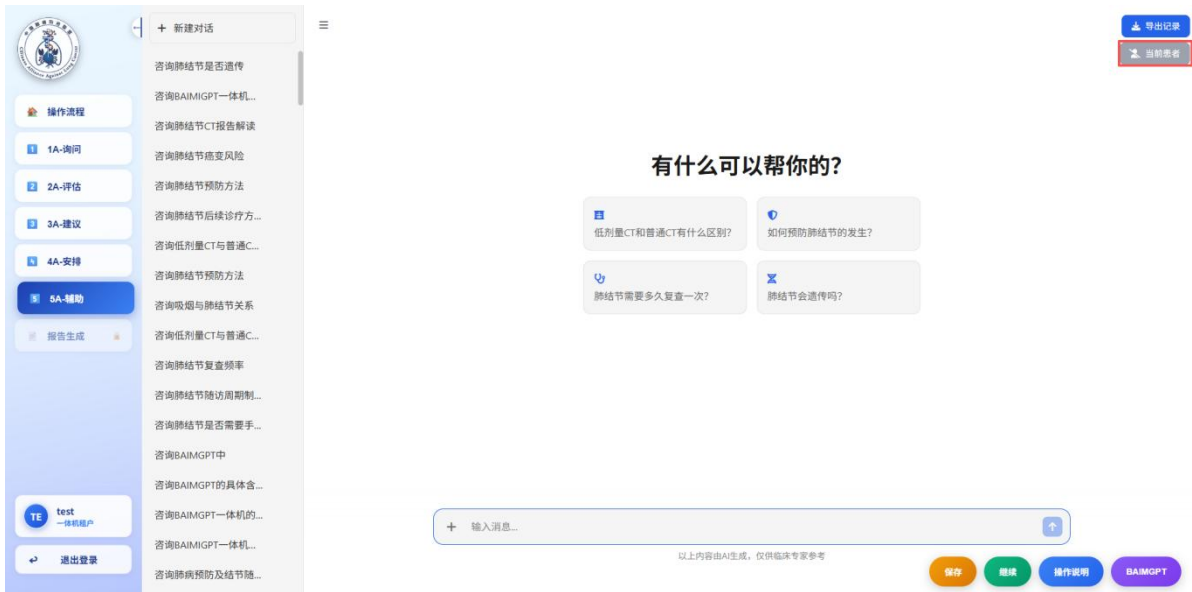 操作流程
1A-询问
2A-评估
3A-建议
4A-安排
5A-辅助
报告生成
TE
test
一体机租户
退出登录
+ 新建对话
咨询肺结节是否遗传
咨询BAIMIGPT一体机...
咨询肺结节CT报告解读
咨询肺结节癌变风险
咨询肺结节预防方法
咨询肺结节后续诊疗方...
咨询低剂量CT与普通C...
咨询肺结节预防方法
咨询吸烟与肺结节关系
咨询低剂量CT与普通C...
咨询肺结节复查频率
咨询肺结节随访周期制...
咨询肺结节是否需要手...
咨询BAIMGPT中
咨询BAIMGPT的具体含...
咨询BAIMGPT一体机的...
咨询BAIMIGPT一体机...
咨询肺病预防及结节随...
导出记录
当前患者
有什么可以帮你的?
低剂量CT和普通CT有什么区别?
如何预防肺结节的发生?
肺结节需要多久复查一次?
肺结节会遗传吗?
+ 输入消息...
以上内容由AI生成，仅供临床专家参考
保存
继续
操作说明
BAIMGPT